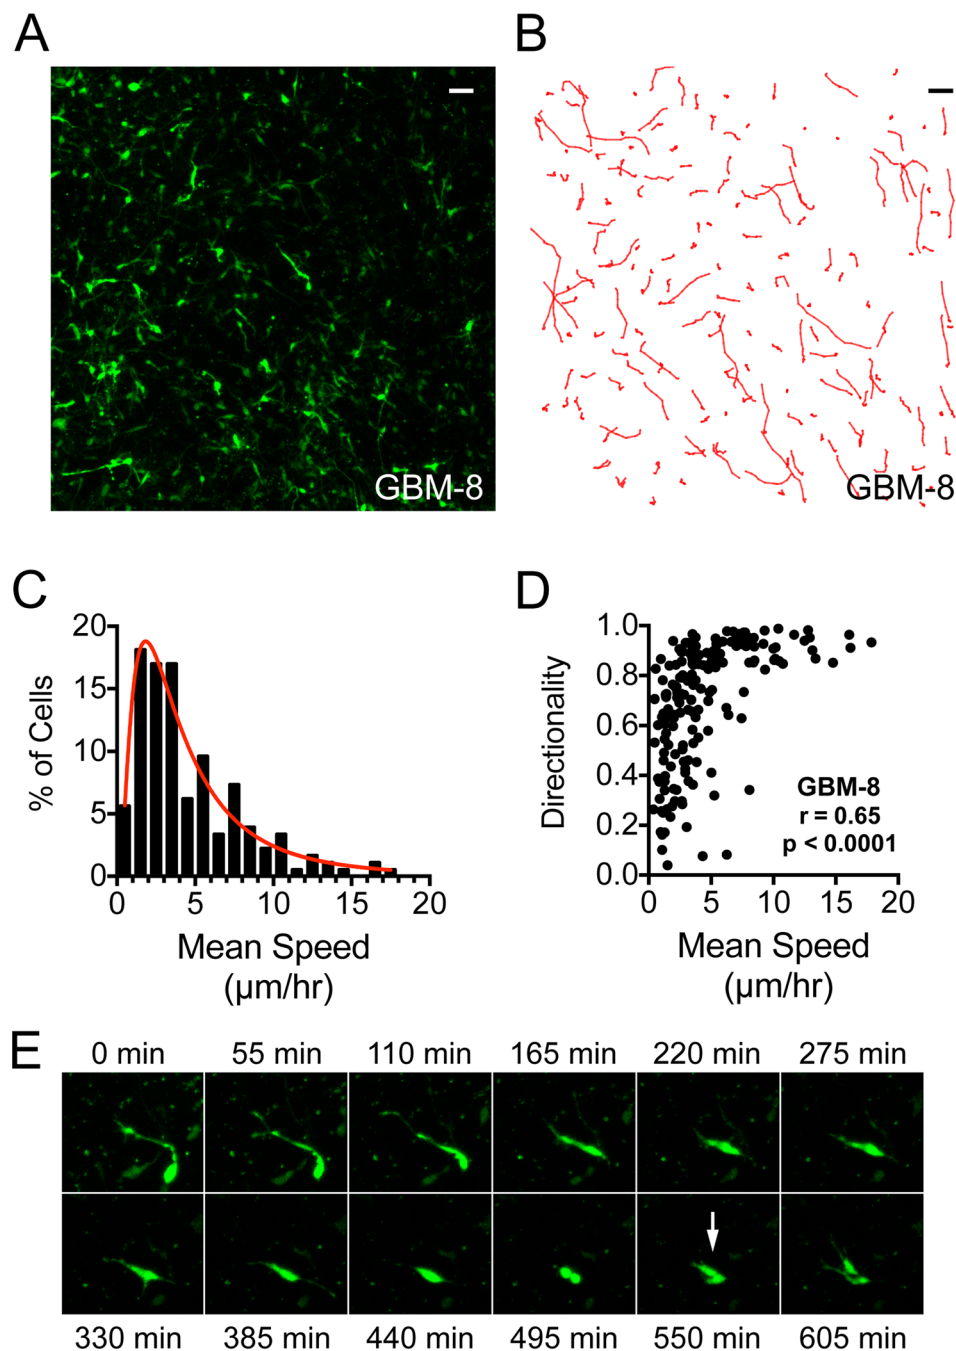 A
B
GBM-8
GBM-8
C
D
20
15
10
5
0
% of Cells
0 5 10 15 20
Mean Speed
(µm/hr)
1.0
0.8
0.6
0.4
0.2
0.0
Directionality
GBM-8
r = 0.65
p < 0.0001
0 5 10 15 20
Mean Speed
(µm/hr)
E
0 min 55 min 110 min 165 min 220 min 275 min
330 min 385 min 440 min 495 min 550 min 605 min